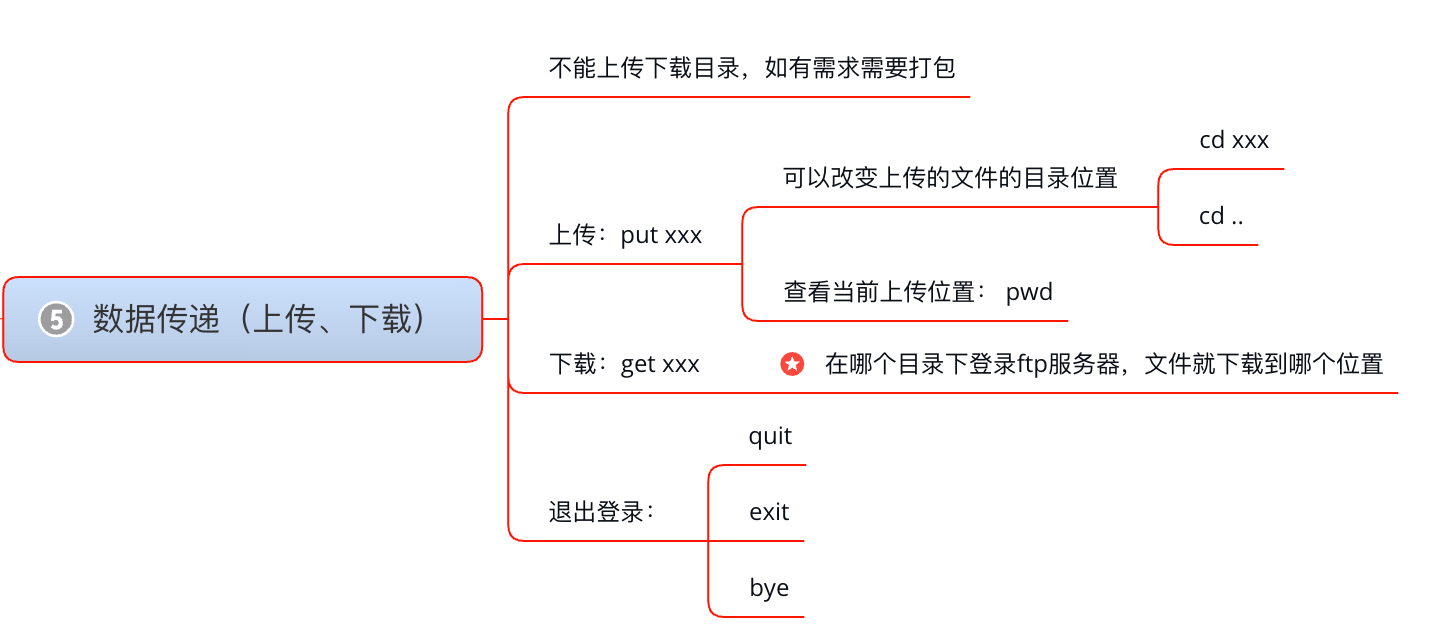 不能上传下载目录，如有需求需要打包
cd xxx
可以改变上传的文件的目录位置
cd ..
上传：put xxx
查看当前上传位置： pwd
5 数据传递（上传、下载）
下载：get xxx
在哪个目录下登录ftp服务器，文件就下载到哪个位置
quit
退出登录：
exit
bye